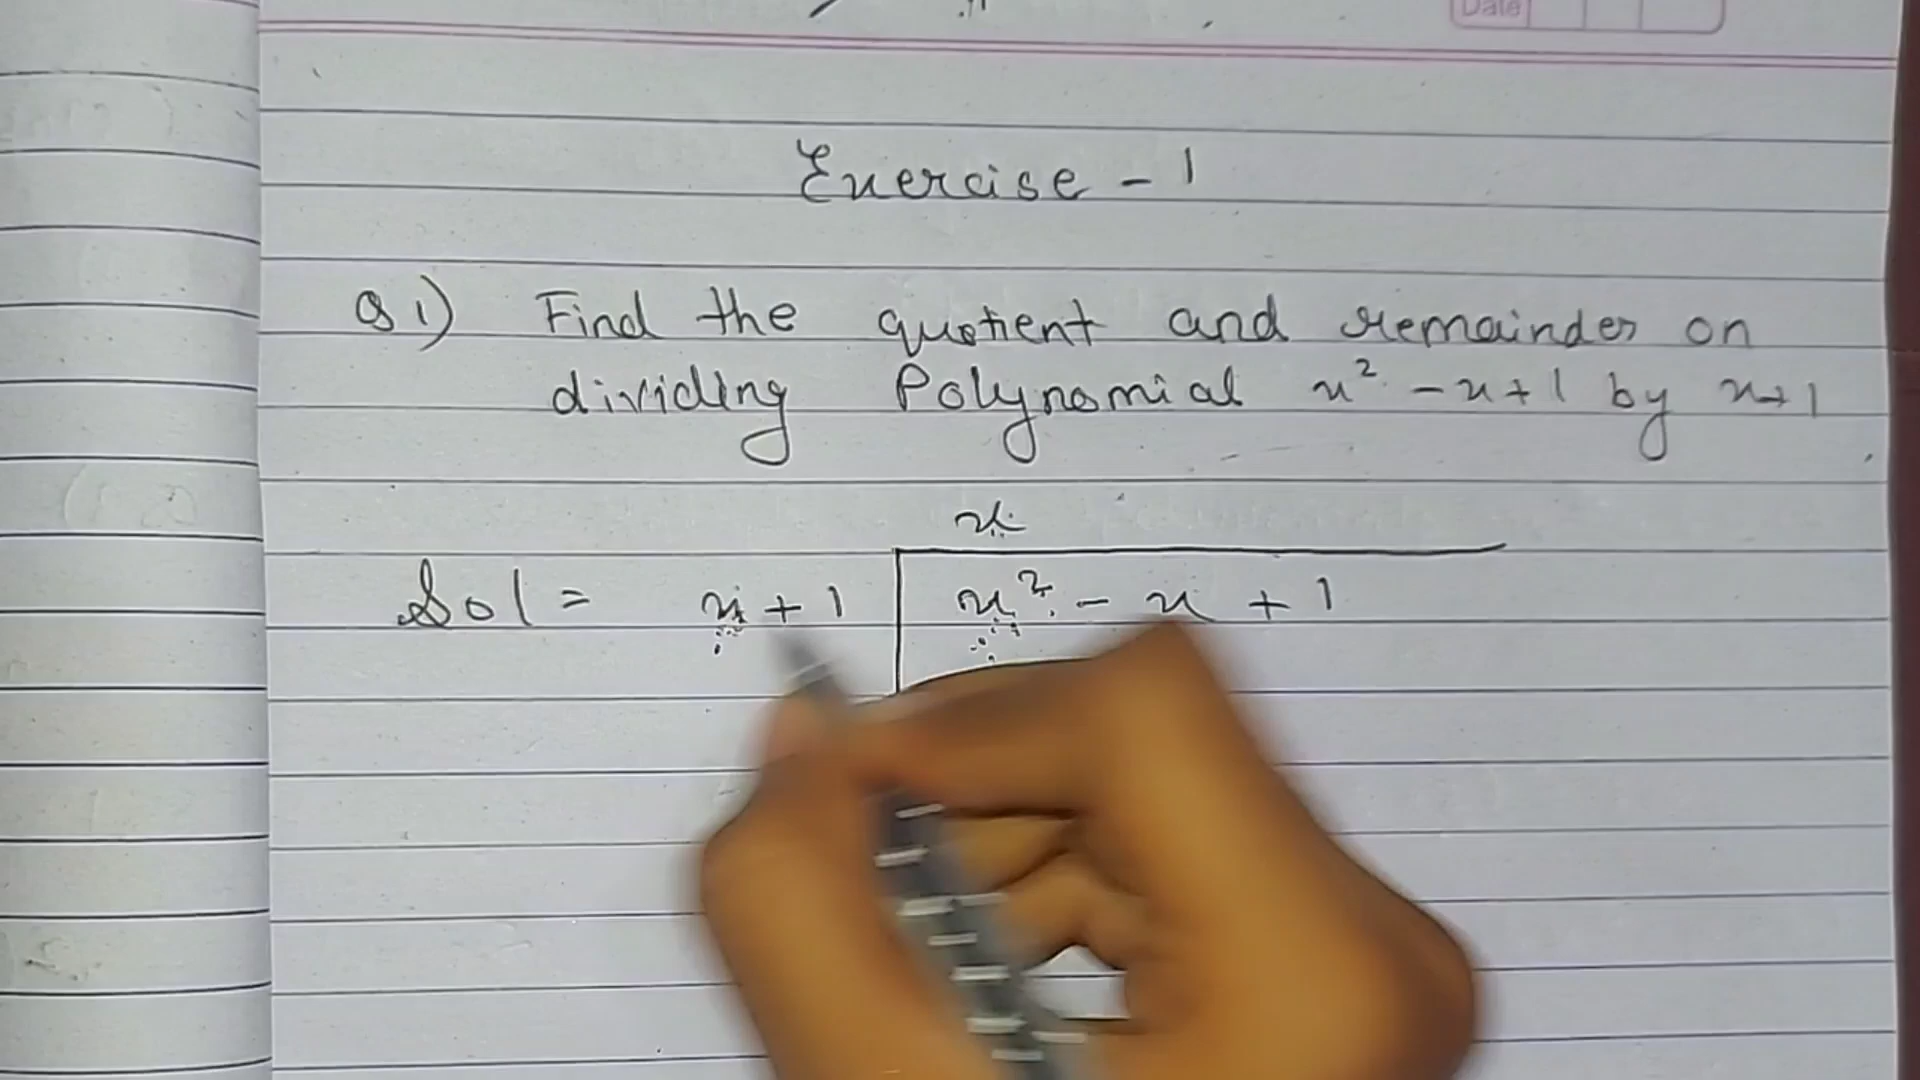 Date
Exercise - 1
Q 1) Find the quotient and remainder on
dividing Polynomial x² - x + 1 by x+1
x
Sol = x + 1 x² - x + 1